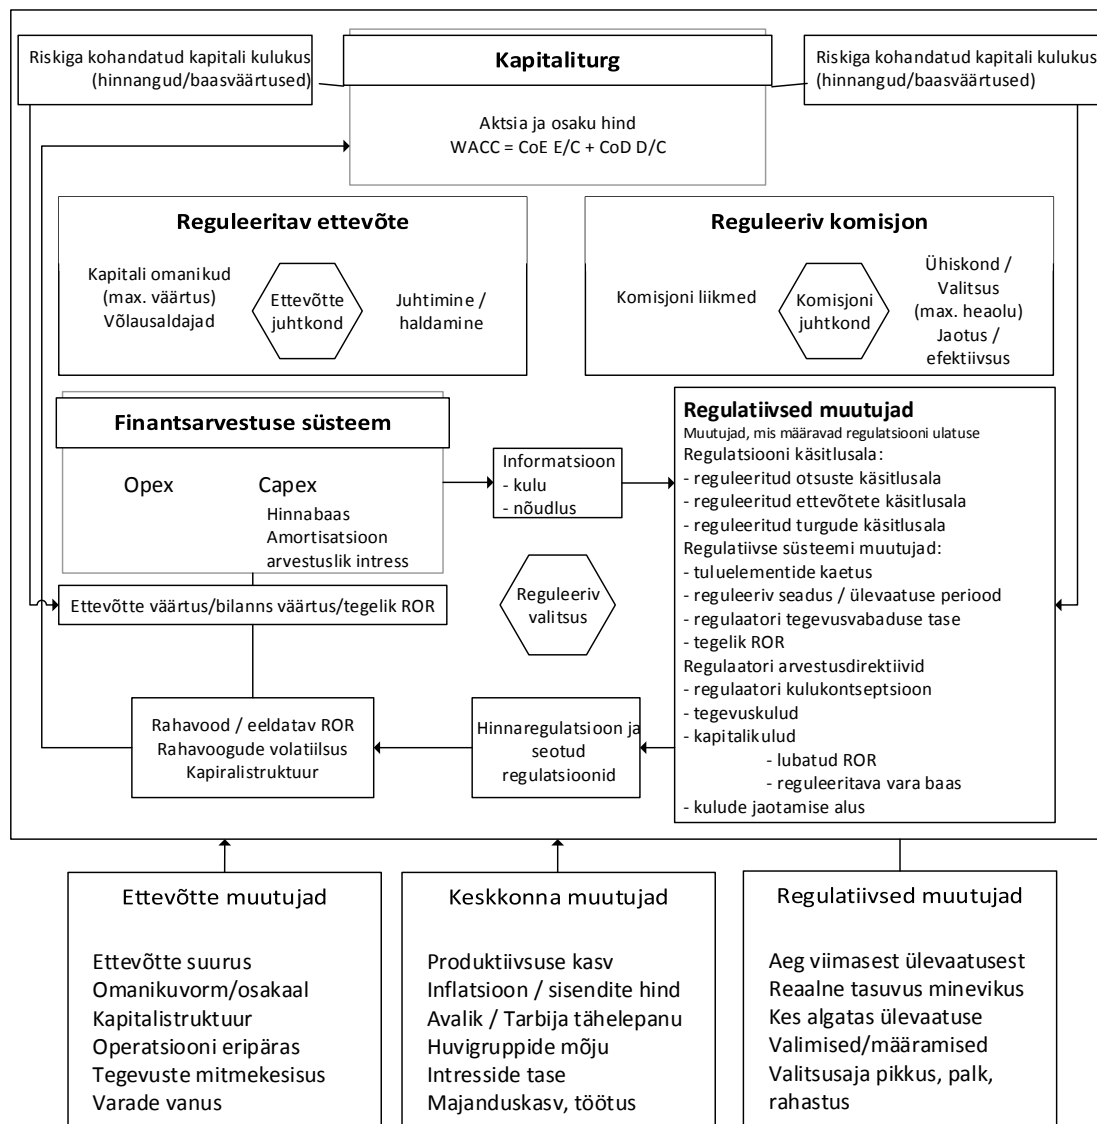 Riskiga kohandatud kapitali kulukus
(hinnangud/baasväärtused)
Kapitaliturg
Riskiga kohandatud kapitali kulukus
(hinnangud/baasväärtused)
Aktsia ja osaku hind
WACC = CoE E/C + CoD D/C
Reguleeritav ettevõte
Kapitali omanikud
(max. väärtus)
Võlausaldajad
Ettevõtte
juhtkond
Juhtimine /
haldamine
Reguleeriv komisjon
Komisjoni liikmed
Komisjoni
juhtkond
Ühiskond /
Valitsus
(max. heaolu)
Jaotus /
efektiivsus
Finantsarvestuse süsteem
Opex
Capex
Hinnabaas
Amortisatsioon
arvestuslik intress
Informatsioon
- kulu
- nõudlus
Regulatiivsed muutujad
Muutujad, mis määravad regulatsiooni ulatuse
Regulatsiooni käsitlusala:
- reguleeritud otsuste käsitlusala
- reguleeritud ettevõtete käsitlusala
- reguleeritud turgude käsitlusala
Regulatiivse süsteemi muutujad:
- tuluelementide kaetus
- reguleeriv seadus / ülevaatuse periood
- regulaatori tegevusvabaduse tase
- tegelik ROR
Regulaatori arvestusdirektiivid
- regulaatori kulukontseptsioon
- tegevuskulud
- kapitalikulud
- lubatud ROR
- reguleeritava vara baas
- kulude jaotamise alus
Ettevõtte väärtus/bilanns väärtus/tegelik ROR
Reguleeriv
valitsus
Rahavood / eeldatav ROR
Rahavoogude volatiilsus
Kapiralistruktuur
Hinnaregulatsioon ja
seotud
regulatsioonid
Ettevõtte muutujad
Ettevõtte suurus
Omanikuvorm/osakaal
Kapitalistruktuur
Operatsiooni eripäras
Tegevuste mitmekesisus
Varade vanus
Keskkonna muutujad
Produktiivsuse kasv
Inflatsioon / sisendite hind
Avalik / Tarbija tähelepanu
Huvigruppide mõju
Intresside tase
Majanduskasv, töötus
Regulatiivsed muutujad
Aeg viimasest ülevaatusest
Reaalne tasuvus minevikus
Kes algatas ülevaatuse
Valimised/määramised
Valitsusaja pikkus, palk,
rahastus